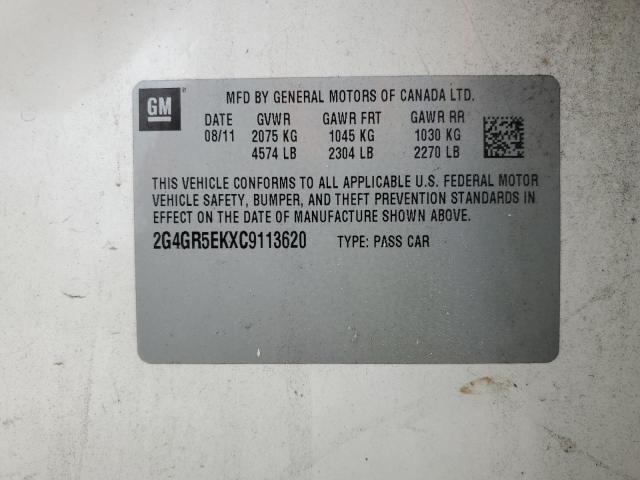 GM
MFD BY GENERAL MOTORS OF CANADA LTD.
DATE GVWR GAWR FRT GAWR RR
08/11 2075 KG 1045 KG 1030 KG
4574 LB 2304 LB 2270 LB
THIS VEHICLE CONFORMS TO ALL APPLICABLE U.S. FEDERAL MOTOR
VEHICLE SAFETY, BUMPER, AND THEFT PREVENTION STANDARDS IN
EFFECT ON THE DATE OF MANUFACTURE SHOWN ABOVE.
2G4GR5EKXC9113620 TYPE: PASS CAR